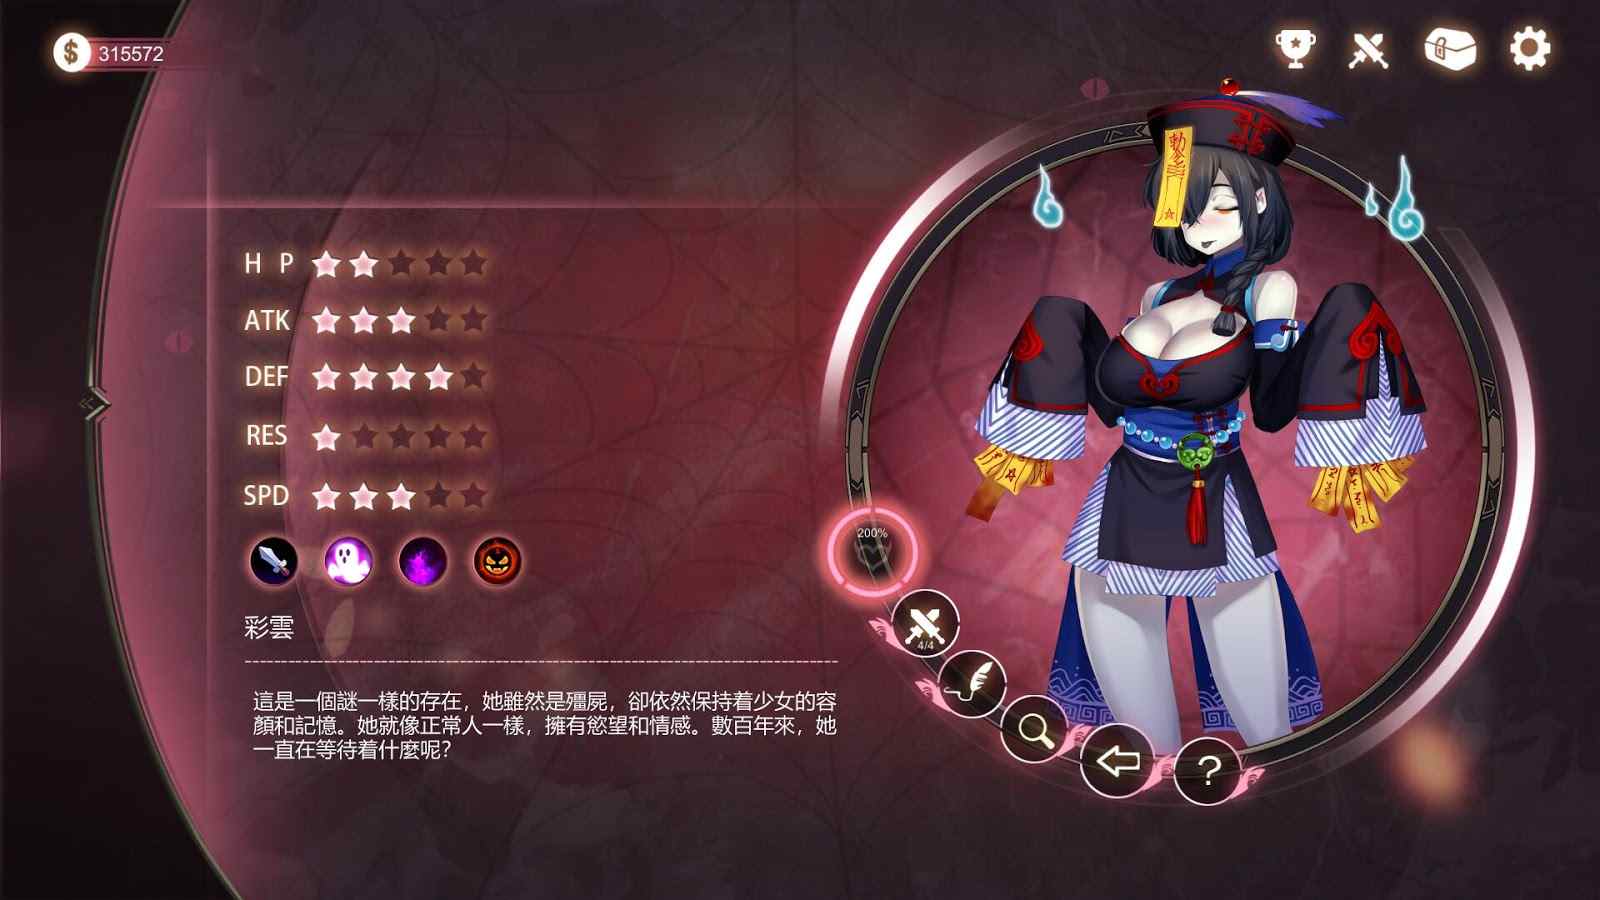 315572
H P
ATK
DEF
RES
SPD
彩雲
這是一個謎一樣的存在，她雖然是殭屍，卻依然保持着少女的容
顏和記憶。她就像正常人一樣，擁有慾望和情感。數百年來，她
一直在等待着什麼呢？
200%
4/4
?